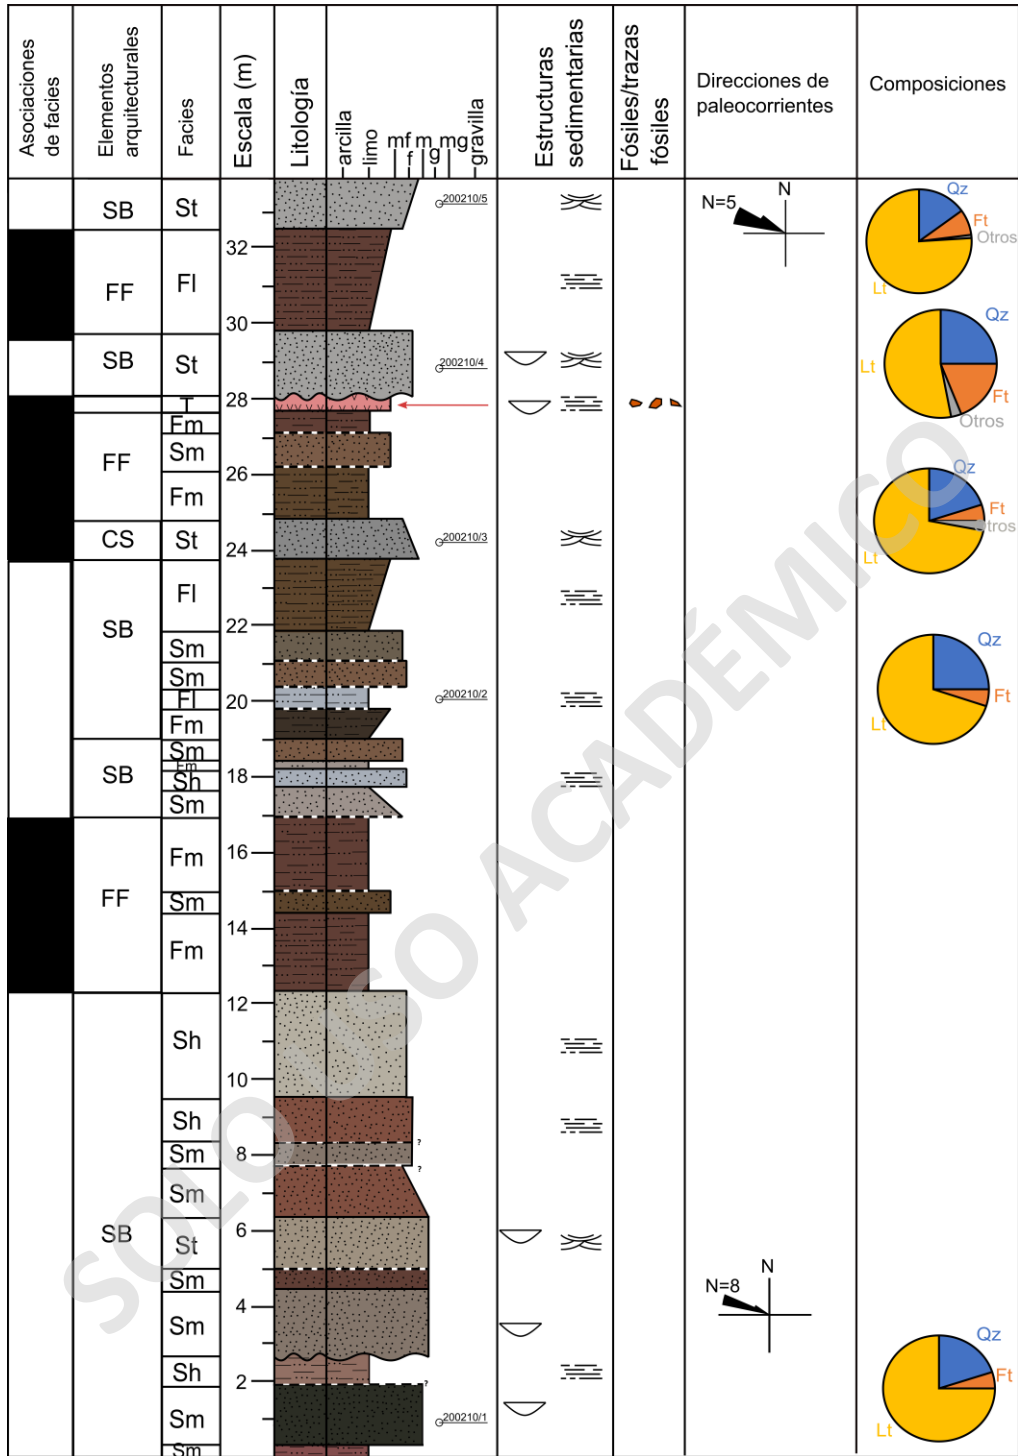 Asociaciones
de facies
Elementos
arquitecturales
Facies
Escala (m)
Litología
arcilla
limo
mf
f
m
g
mg
gravilla
Estructuras
sedimentarias
Fósiles/trazas
fósiles
Direcciones de
paleocorrientes
Composiciones
SB
St
200210/5
N=5
N
Qz
Ft
Otros
Lt
32
FF
Fl
30
SB
St
200210/4
Qz
Lt
Ft
Otros
28
T
Fm
FF
Sm
26
Fm
Qz
Ft
Otros
Lt
CS
St
24
200210/3
SB
Fl
22
Sm
Sm
Fl
20
200210/2
Fm
Qz
Ft
Lt
SB
Sm
Fm
18
Sh
Sm
FF
16
Fm
Sm
14
Fm
12
Sh
10
Sh
?
8
Sm
?
Sm
SB
6
St
Sm
4
Sm
N=8
N
Sh
2
?
Sm
200210/1
Sm
Qz
Ft
Lt
SOLO USO ACADÉMICO